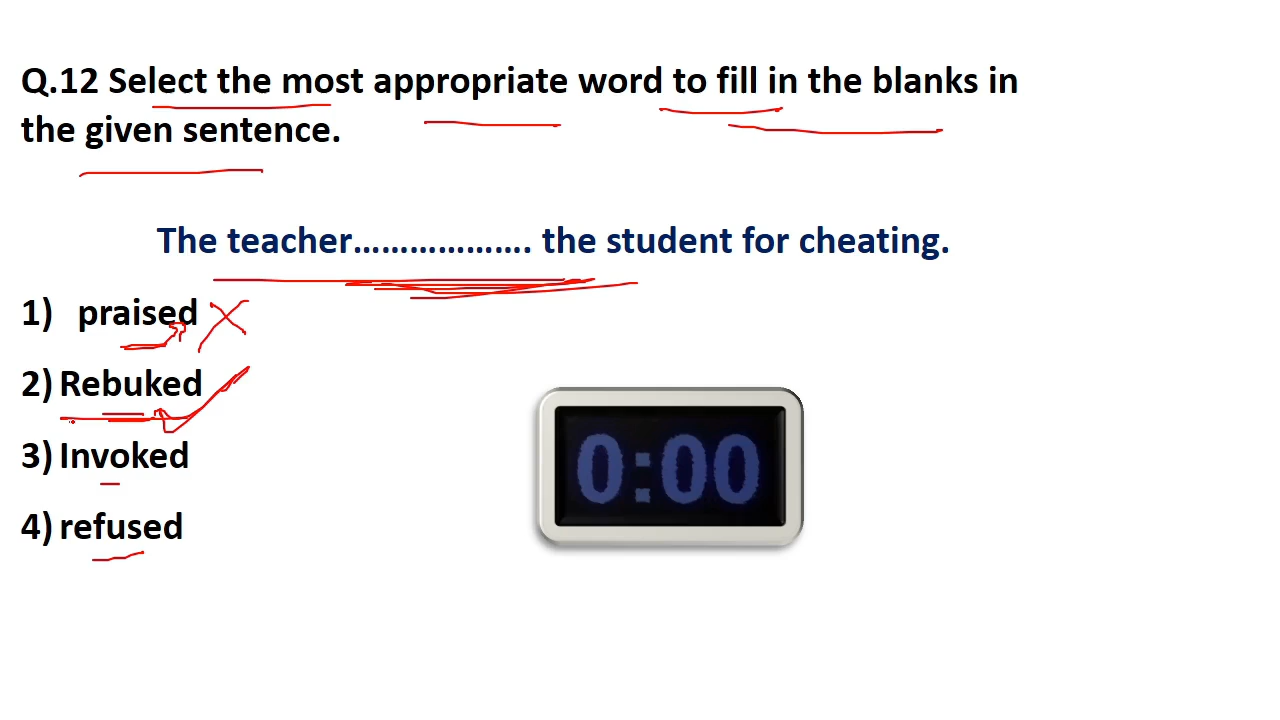 Q.12 Select the most appropriate word to fill in the blanks in
the given sentence.
The teacher………………. the student for cheating.
1) praised
2) Rebuked
3) Invoked
4) refused
0:00